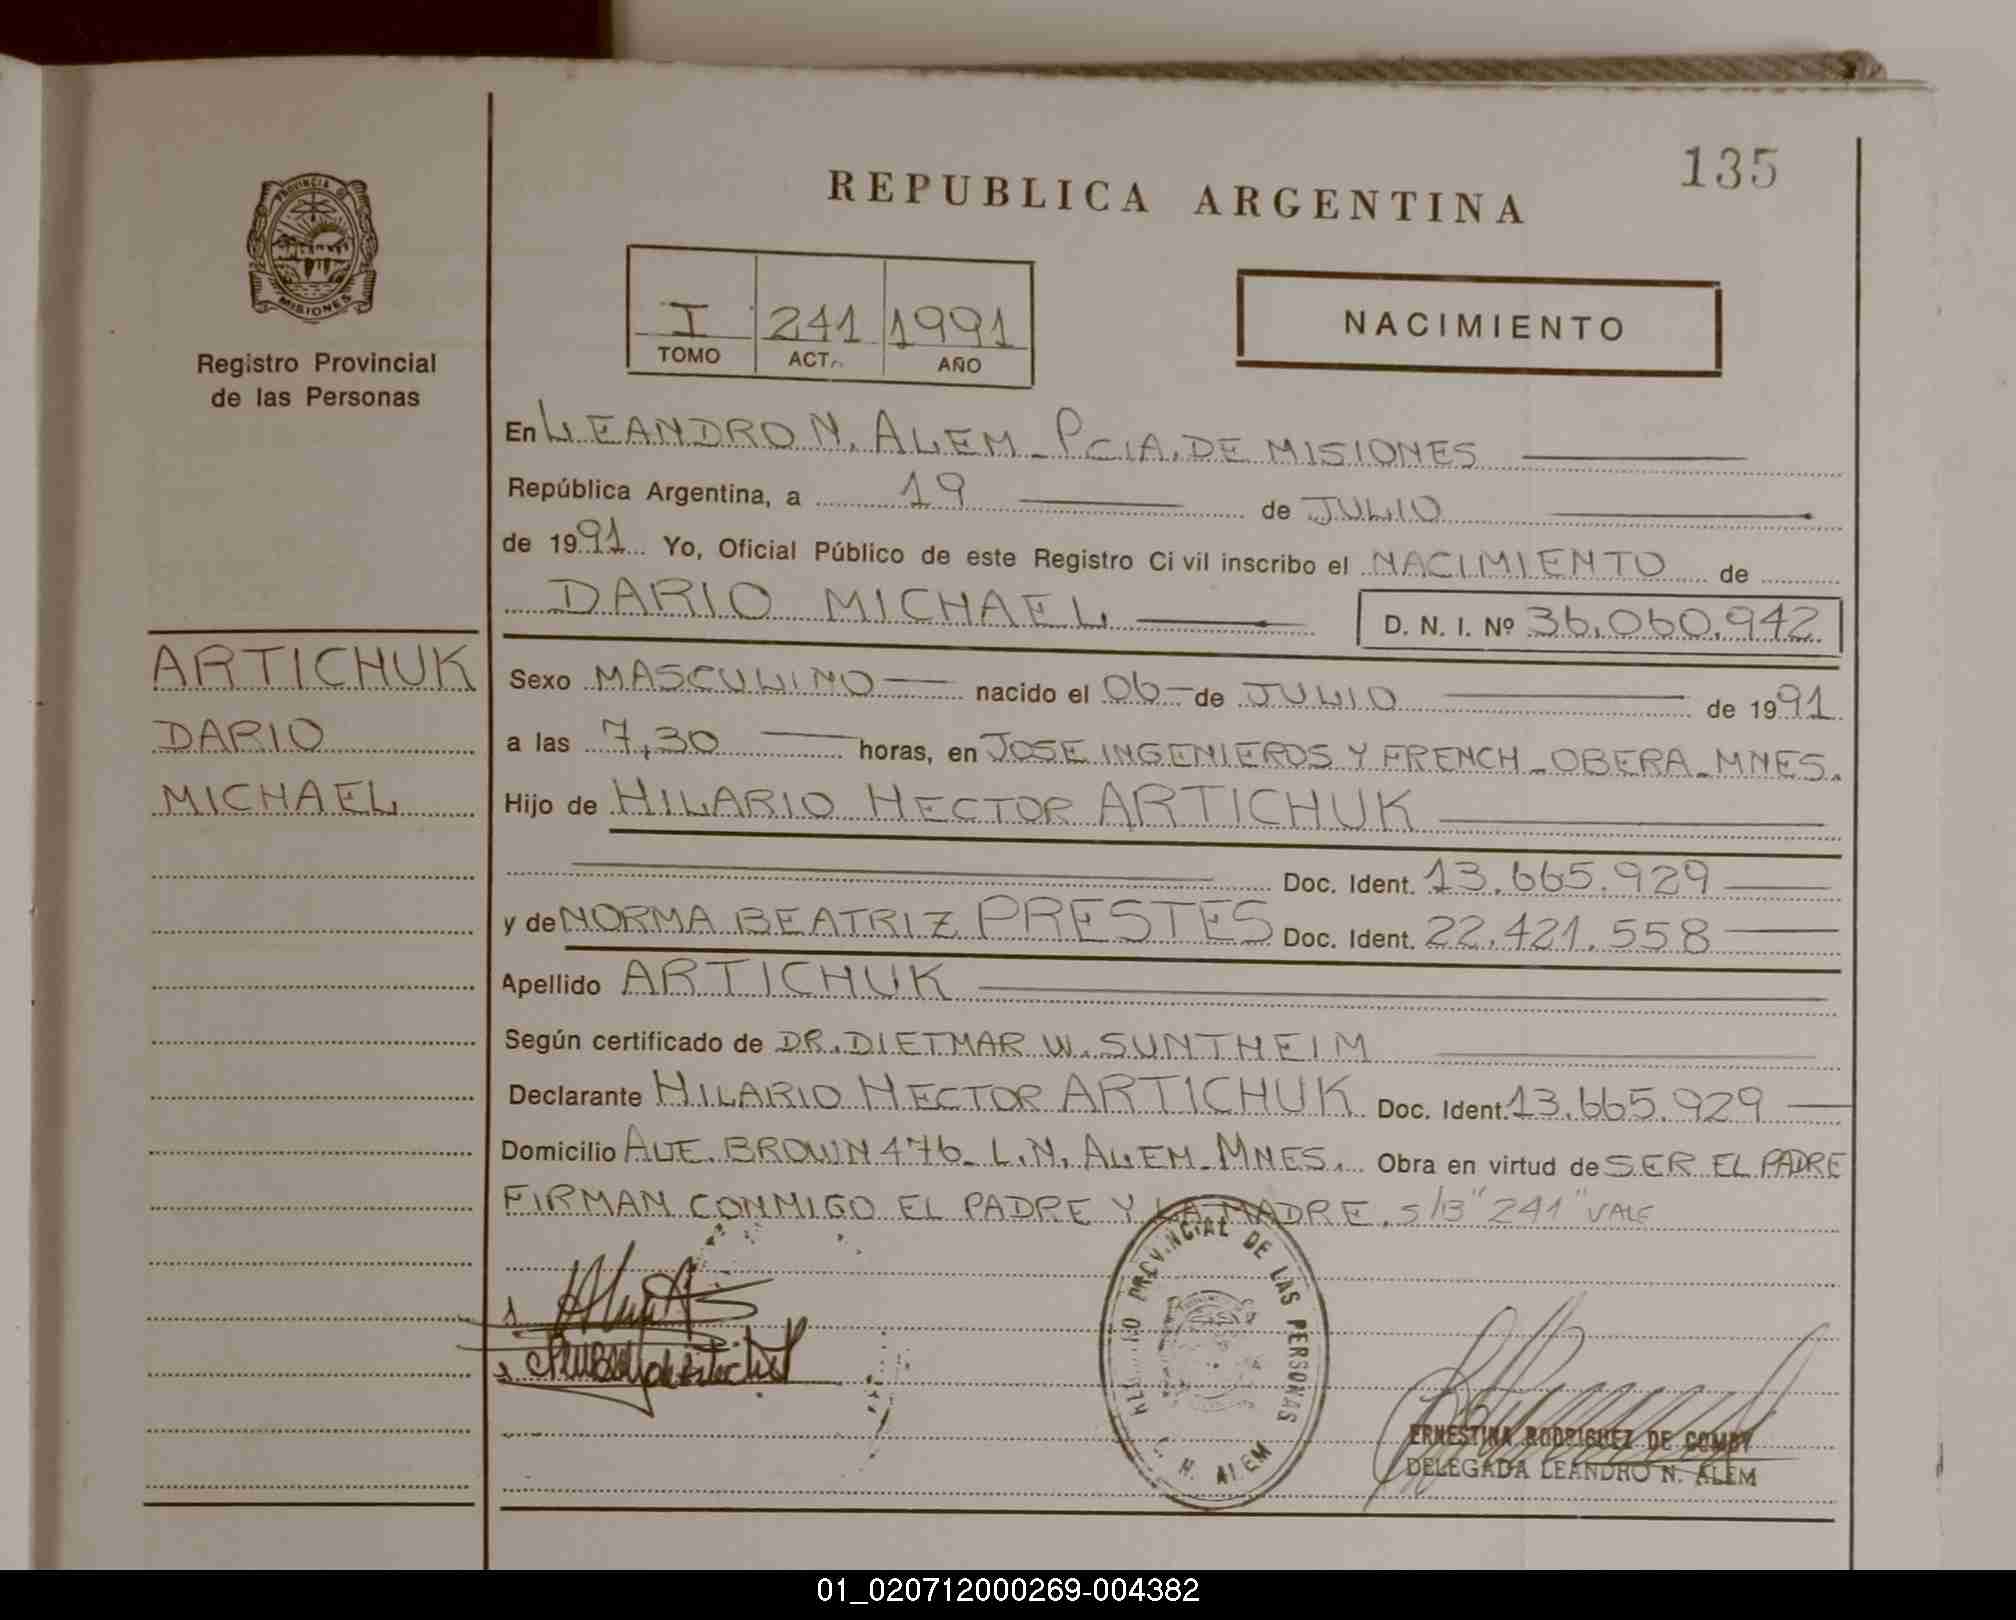 135
REPUBLICA ARGENTINA
PROVINCIA D
MISIONES
Registro Provincial
de las Personas
I 241 1991
TOMO ACTA AÑO
NACIMIENTO
En LEANDRO N. ALEM - PCIA. DE MISIONES
República Argentina, a 19 de JULIO
de 1991 Yo, Oficial Público de este Registro Civil inscribo el NACIMIENTO de
DARIO MICHAEL D. N. I. Nº 36.060.942
ARTICHUK
DARIO
MICHAEL
Sexo MASCULINO nacido el 06 de JULIO de 1991
a las 7,30 horas, en JOSE INGENIEROS Y FRENCH - OBERA - MNES.
Hijo de HILARIO HECTOR ARTICHUK
Doc. Ident. 13.665.929
y de NORMA BEATRIZ PRESTES Doc. Ident. 22.421.558
Apellido ARTICHUK
Según certificado de DR. DIETMAR W. SUNTHEIM
Declarante HILARIO HECTOR ARTICHUK Doc. Ident. 13.665.929
Domicilio AVE. BROWN 476 - L.N. ALEM - MNES. Obra en virtud de SER EL PADRE
FIRMAN CONMIGO EL PADRE Y LA MADRE. S/B "241" VALE
PROVINCIAL DE LAS PERSONAS
L. N. ALEM
ERNESTINA RODRIGUEZ DE
DELEGADA LEANDRO N. ALEM
01_020712000269-004382